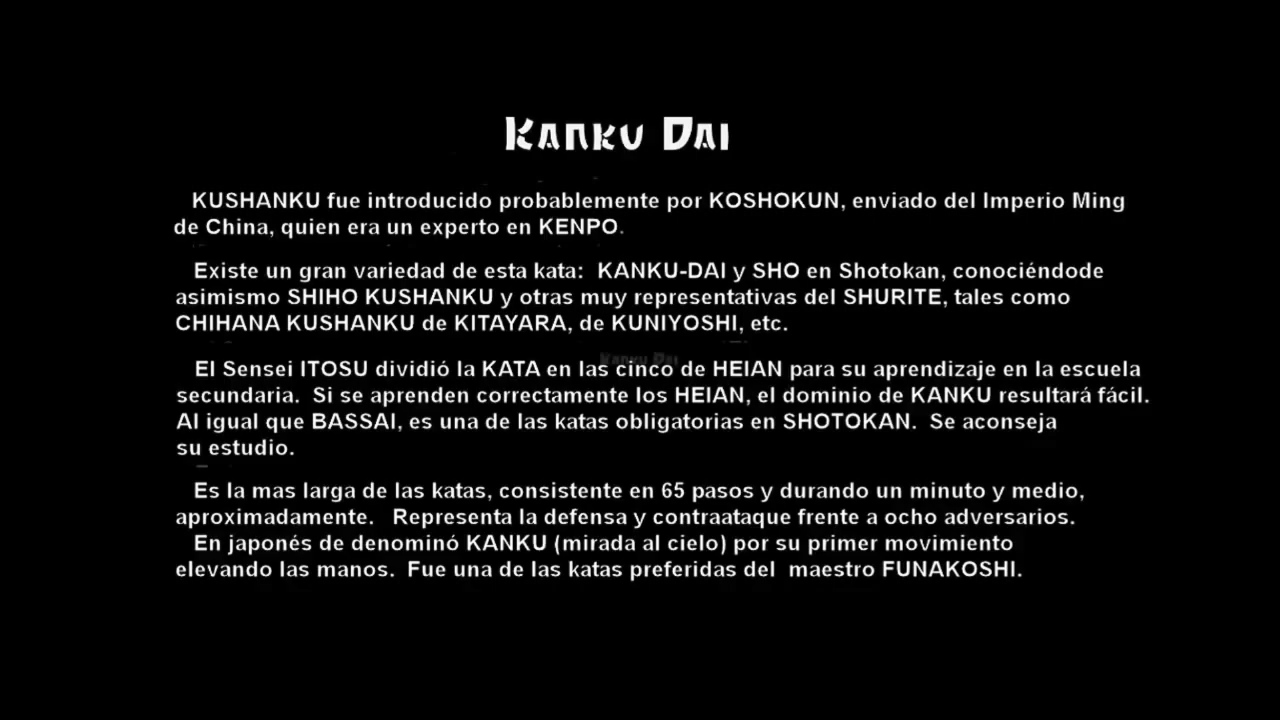 Kanku Dai
KUSHANKU fue introducido probablemente por KOSHOKUN, enviado del Imperio Ming
de China, quien era un experto en KENPO.
Existe un gran variedad de esta kata: KANKU-DAI y SHO en Shotokan, conociéndode
asimismo SHIHO KUSHANKU y otras muy representativas del SHURITE, tales como
CHIHANA KUSHANKU de KITAYARA, de KUNIYOSHI, etc.
Kanku Dai
El Sensei ITOSU dividió la KATA en las cinco de HEIAN para su aprendizaje en la escuela
secundaria. Si se aprenden correctamente los HEIAN, el dominio de KANKU resultará fácil.
Al igual que BASSAI, es una de las katas obligatorias en SHOTOKAN. Se aconseja
su estudio.
Es la mas larga de las katas, consistente en 65 pasos y durando un minuto y medio,
aproximadamente. Representa la defensa y contraataque frente a ocho adversarios.
En japonés de denominó KANKU (mirada al cielo) por su primer movimiento
elevando las manos. Fue una de las katas preferidas del maestro FUNAKOSHI.